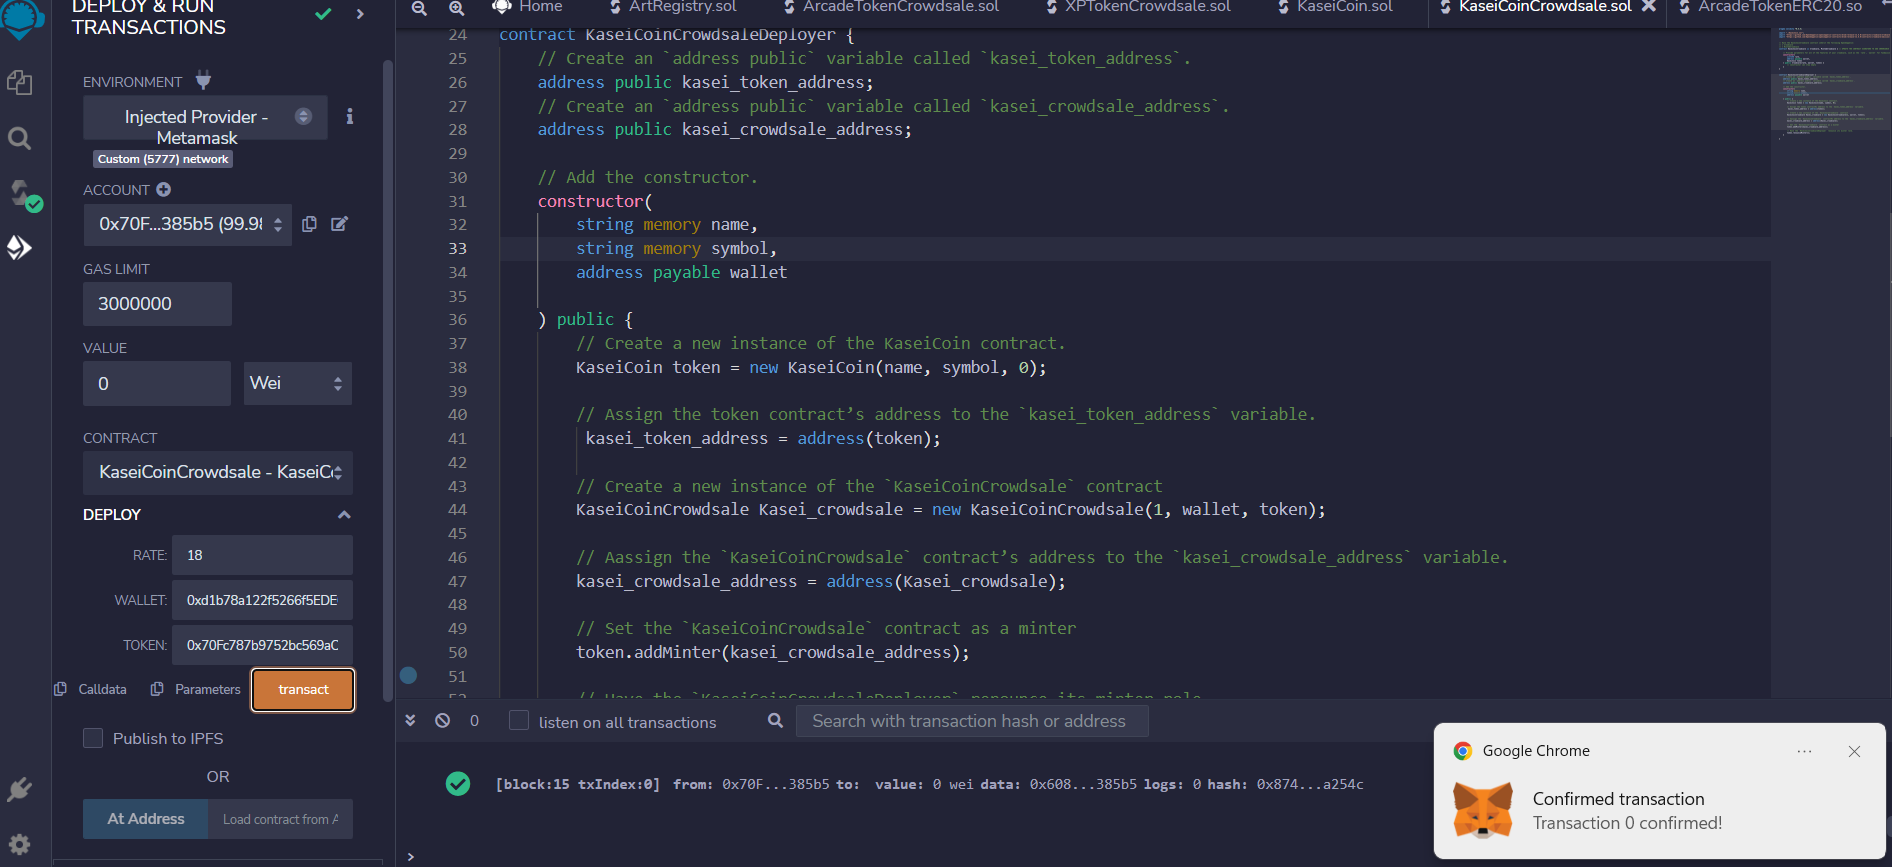 DEPLOY & RUN
TRANSACTIONS
ENVIRONMENT
Injected Provider -
Metamask
Custom (5777) network
ACCOUNT
0x70F...385b5 (99.98
GAS LIMIT
3000000
VALUE
0
Wei
CONTRACT
KaseiCoinCrowdsale - KaseiCo
DEPLOY
RATE: 18
WALLET: 0xd1b78a122f5266f5EDE
TOKEN: 0x70Fc787b9752bc569aC
Calldata Parameters transact
Publish to IPFS
OR
At Address Load contract from A
Home ArtRegistry.sol ArcadeTokenCrowdsale.sol XPTokenCrowdsale.sol KaseiCoin.sol KaseiCoinCrowdsale.sol ArcadeTokenERC20.so
24 contract KaseiCoinCrowdsaleDeployer {
25 // Create an `address public` variable called `kasei_token_address`.
26 address public kasei_token_address;
27 // Create an `address public` variable called `kasei_crowdsale_address`.
28 address public kasei_crowdsale_address;
29
30 // Add the constructor.
31 constructor(
32 string memory name,
33 string memory symbol,
34 address payable wallet
35
36 ) public {
37 // Create a new instance of the KaseiCoin contract.
38 KaseiCoin token = new KaseiCoin(name, symbol, 0);
39
40 // Assign the token contract’s address to the `kasei_token_address` variable.
41 kasei_token_address = address(token);
42
43 // Create a new instance of the `KaseiCoinCrowdsale` contract
44 KaseiCoinCrowdsale Kasei_crowdsale = new KaseiCoinCrowdsale(1, wallet, token);
45
46 // Aassign the `KaseiCoinCrowdsale` contract’s address to the `kasei_crowdsale_address` variable.
47 kasei_crowdsale_address = address(Kasei_crowdsale);
48
49 // Set the `KaseiCoinCrowdsale` contract as a minter
50 token.addMinter(kasei_crowdsale_address);
51
52 // Have the `KaseiCoinCrowdsaleDeployer` renounce its minter role
0 listen on all transactions Search with transaction hash or address
[block:15 txIndex:0] from: 0x70F...385b5 to: value: 0 wei data: 0x608...385b5 logs: 0 hash: 0x874...a254c
>
Google Chrome
Confirmed transaction
Transaction 0 confirmed!